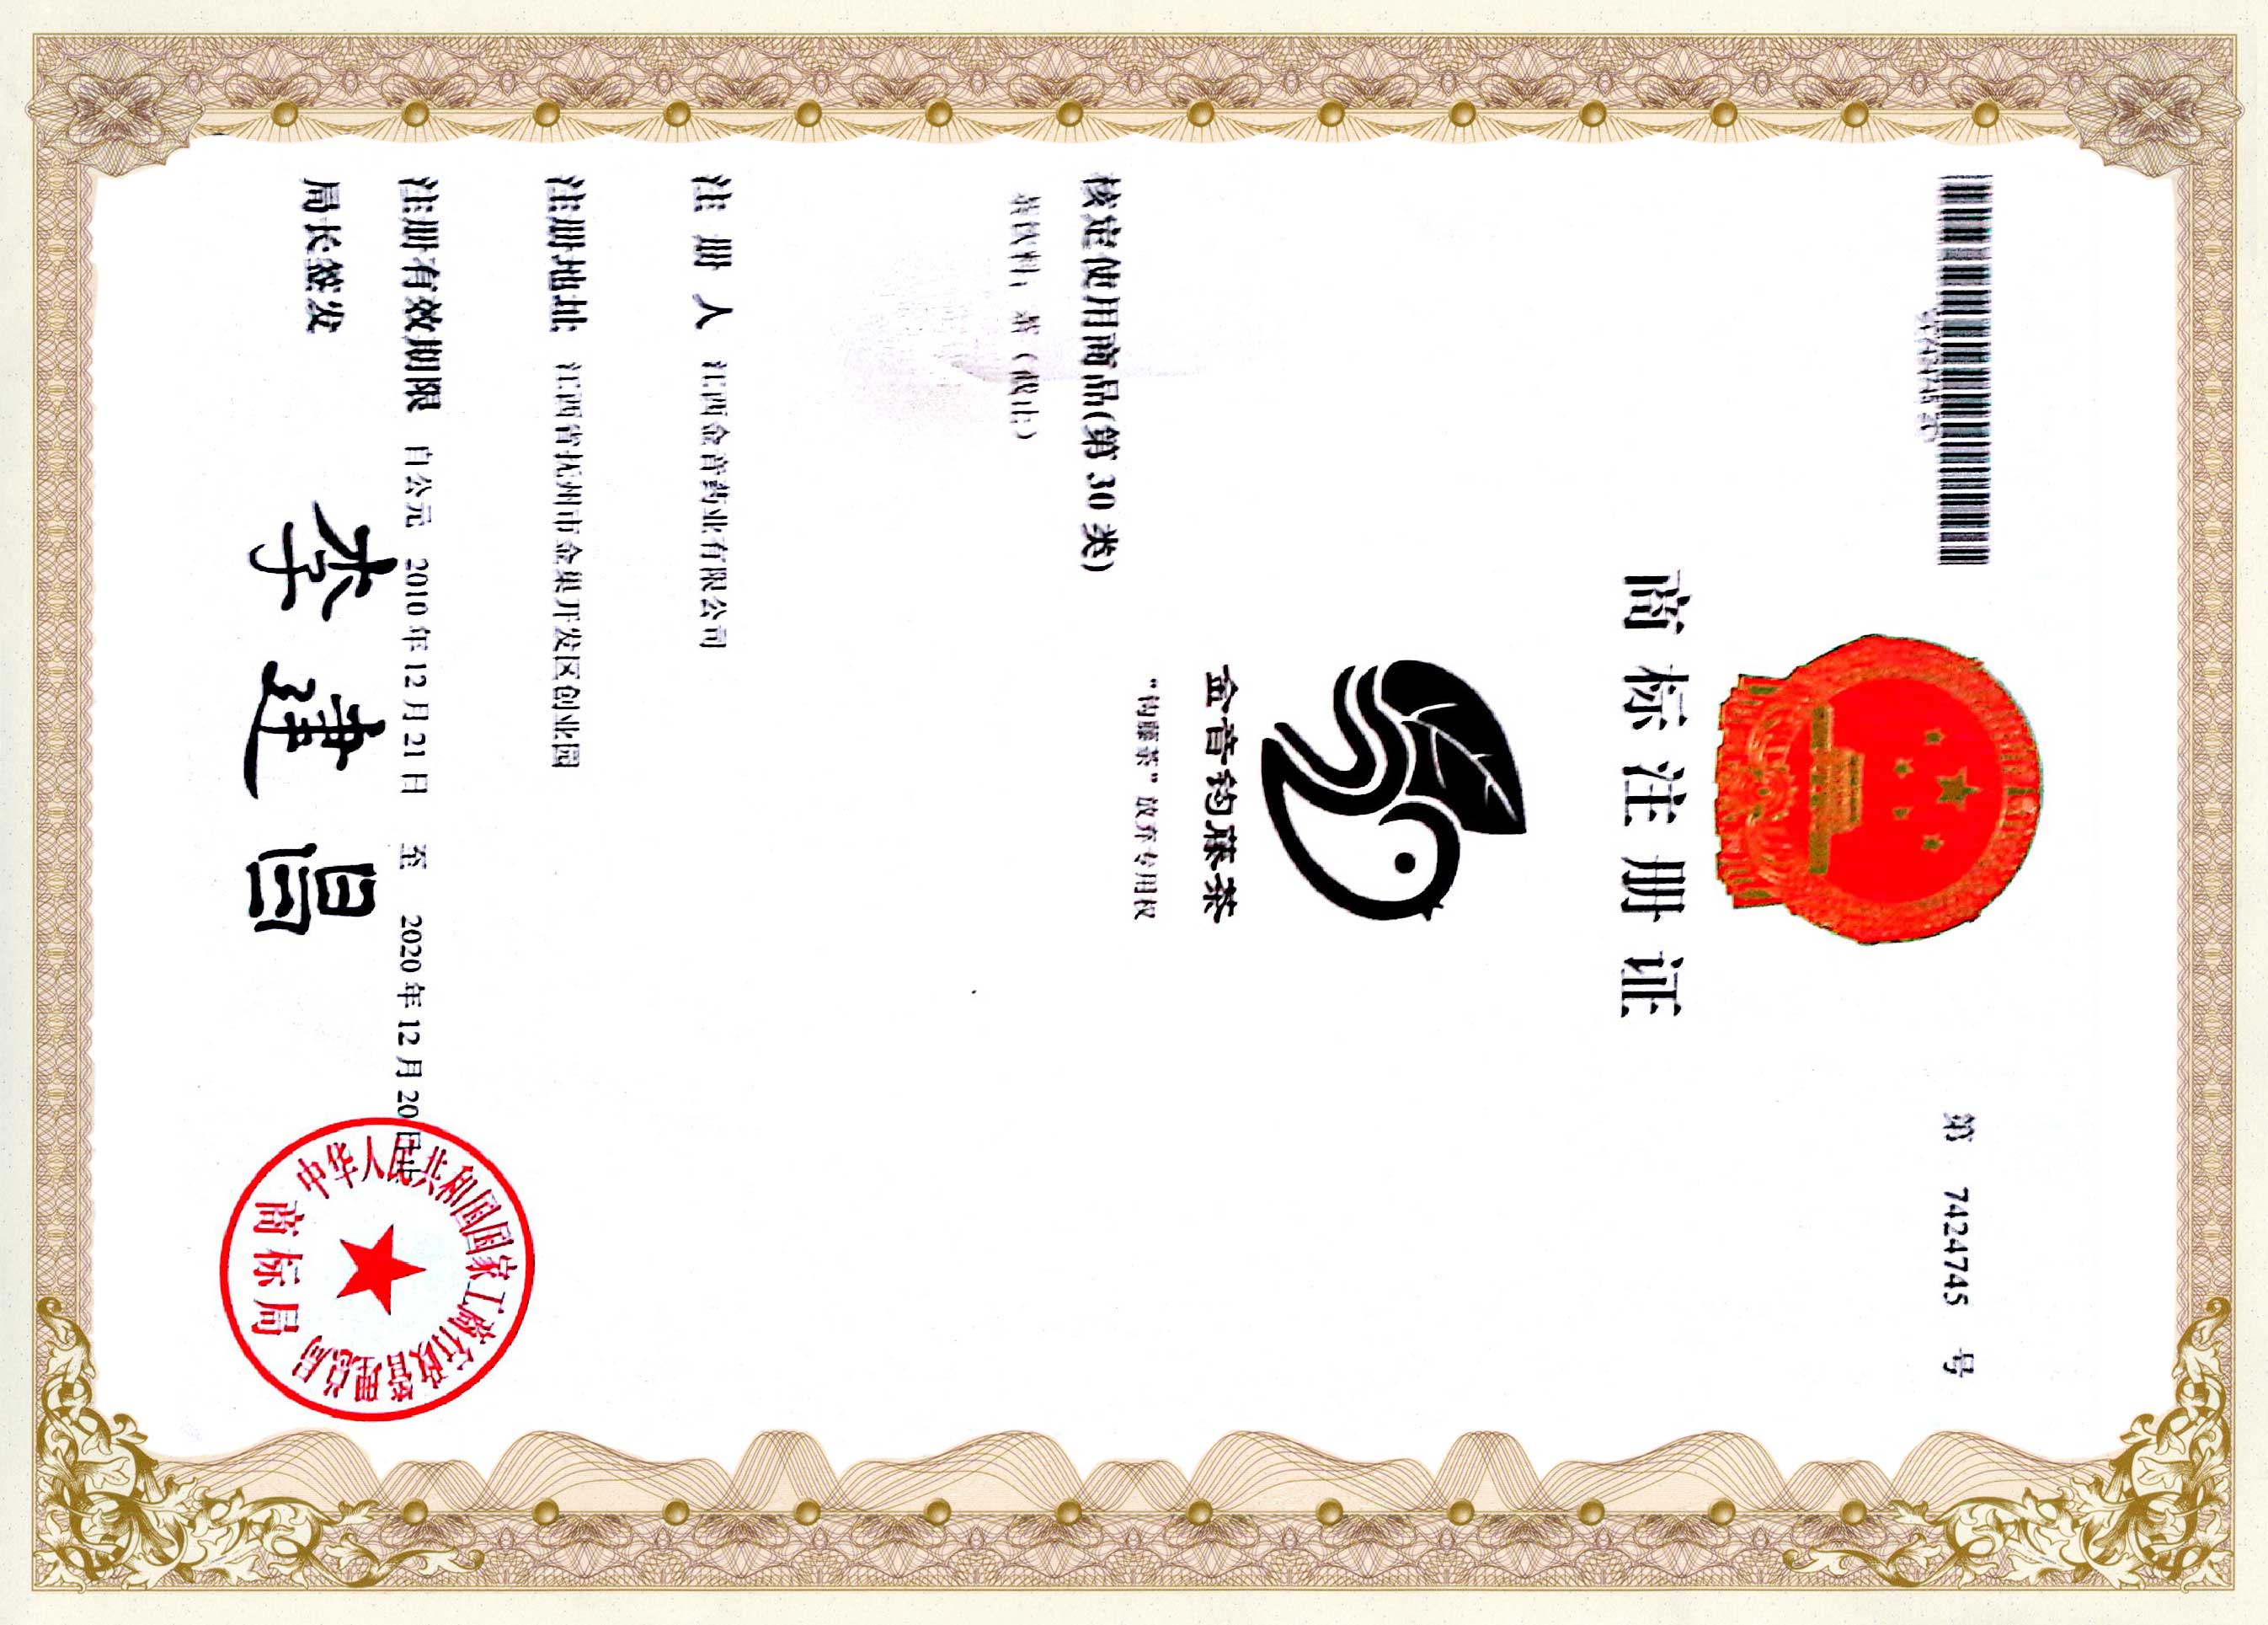 第 7424745 号
商标注册证
金音钩藤茶
“钩藤茶”放弃专用权
核定使用商品(第 30 类)
茶饮料；茶（截止）
注 册 人 江西金音药业有限公司
注册地址 江西省抚州市金巢开发区创业园
注册有效期限 自公元 2010 年 12 月 21 日 至 2020 年 12 月 20 日止
局长签发 李建昌
中华人民共和国国家工商行政管理总局
商标局